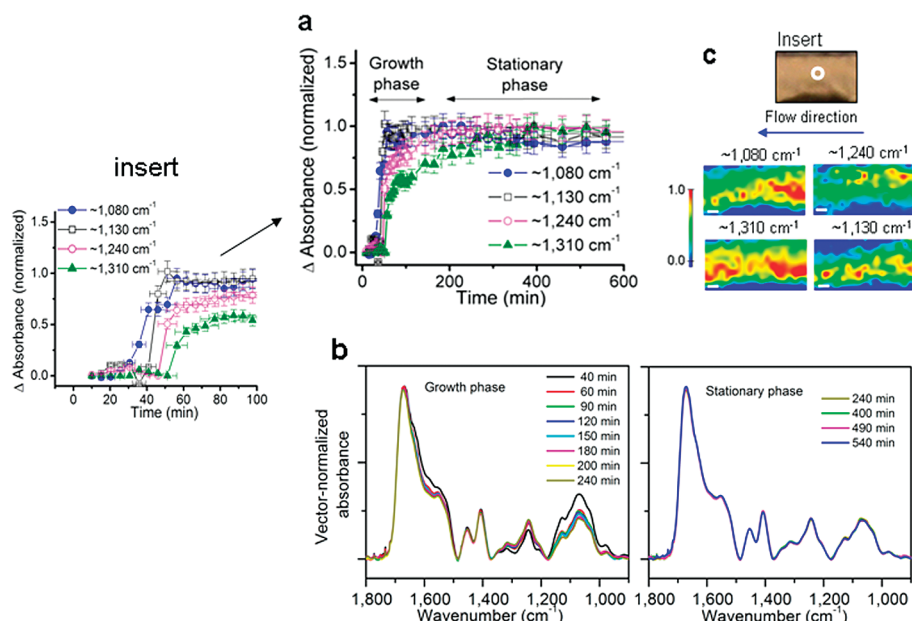 a
Δ Absorbance (normalized)
1.5
1.0
0.5
0.0
Growth
phase
Stationary
phase
~1,080 cm⁻¹
~1,130 cm⁻¹
~1,240 cm⁻¹
~1,310 cm⁻¹
0 200 400 600
Time (min)
insert
Δ Absorbance (normalized)
1.5
1.0
0.5
0.0
~1,080 cm⁻¹
~1,130 cm⁻¹
~1,240 cm⁻¹
~1,310 cm⁻¹
0 20 40 60 80 100
Time (min)
c
Insert
Flow direction
~1,080 cm⁻¹ ~1,240 cm⁻¹
1.0
0.0
~1,310 cm⁻¹ ~1,130 cm⁻¹
b
Vector-normalized
absorbance
Growth phase
40 min
60 min
90 min
120 min
150 min
180 min
200 min
240 min
1,800 1,600 1,400 1,200 1,000
Wavenumber (cm⁻¹)
Stationary phase
240 min
400 min
490 min
540 min
1,800 1,600 1,400 1,200 1,000
Wavenumber (cm⁻¹)